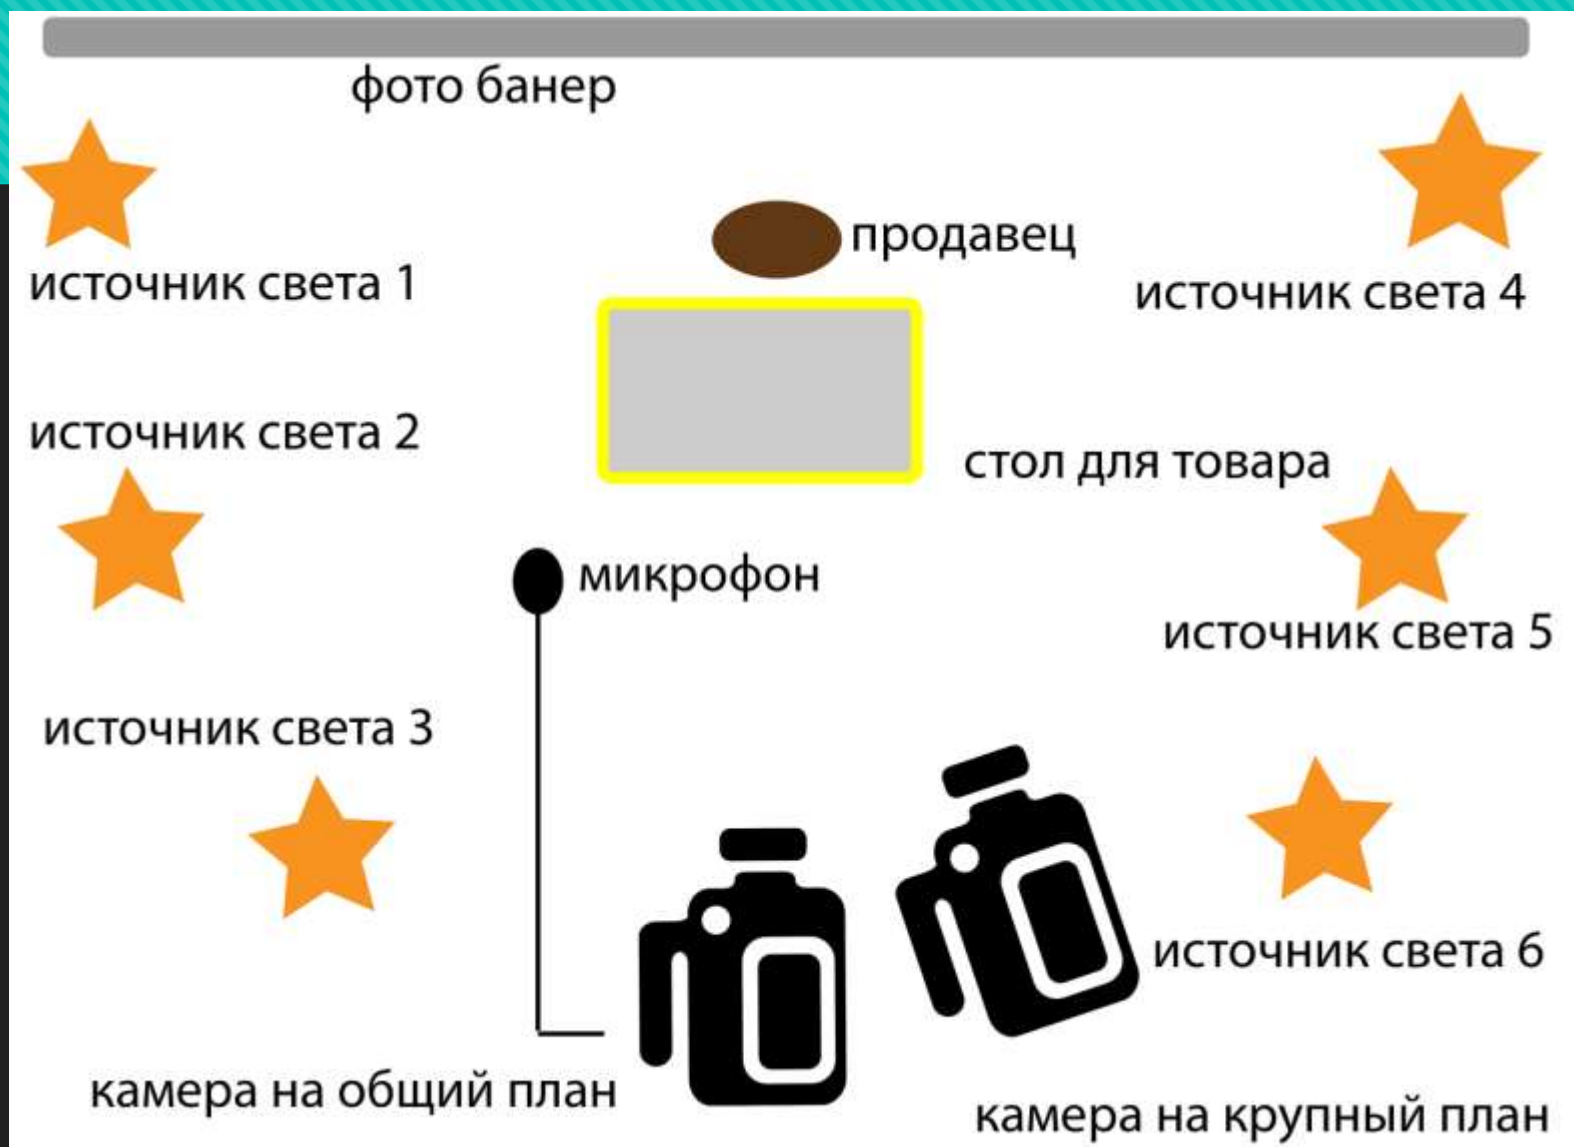 фото банер
продавец
источник света 1
источник света 4
источник света 2
стол для товара
микрофон
источник света 5
источник света 3
источник света 6
камера на общий план
камера на крупный план